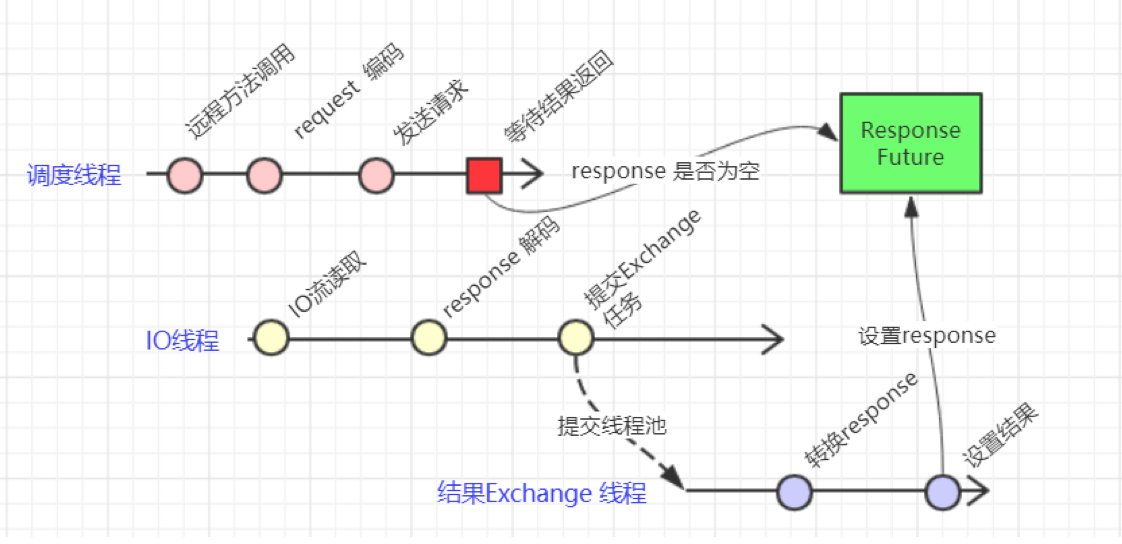 远程方法调用
request 编码
发送请求
等待结果返回
调度线程
response 是否为空
Response
Future
IO流读取
response 解码
提交Exchange
任务
IO线程
设置response
提交线程池
转换response
设置结果
结果Exchange 线程